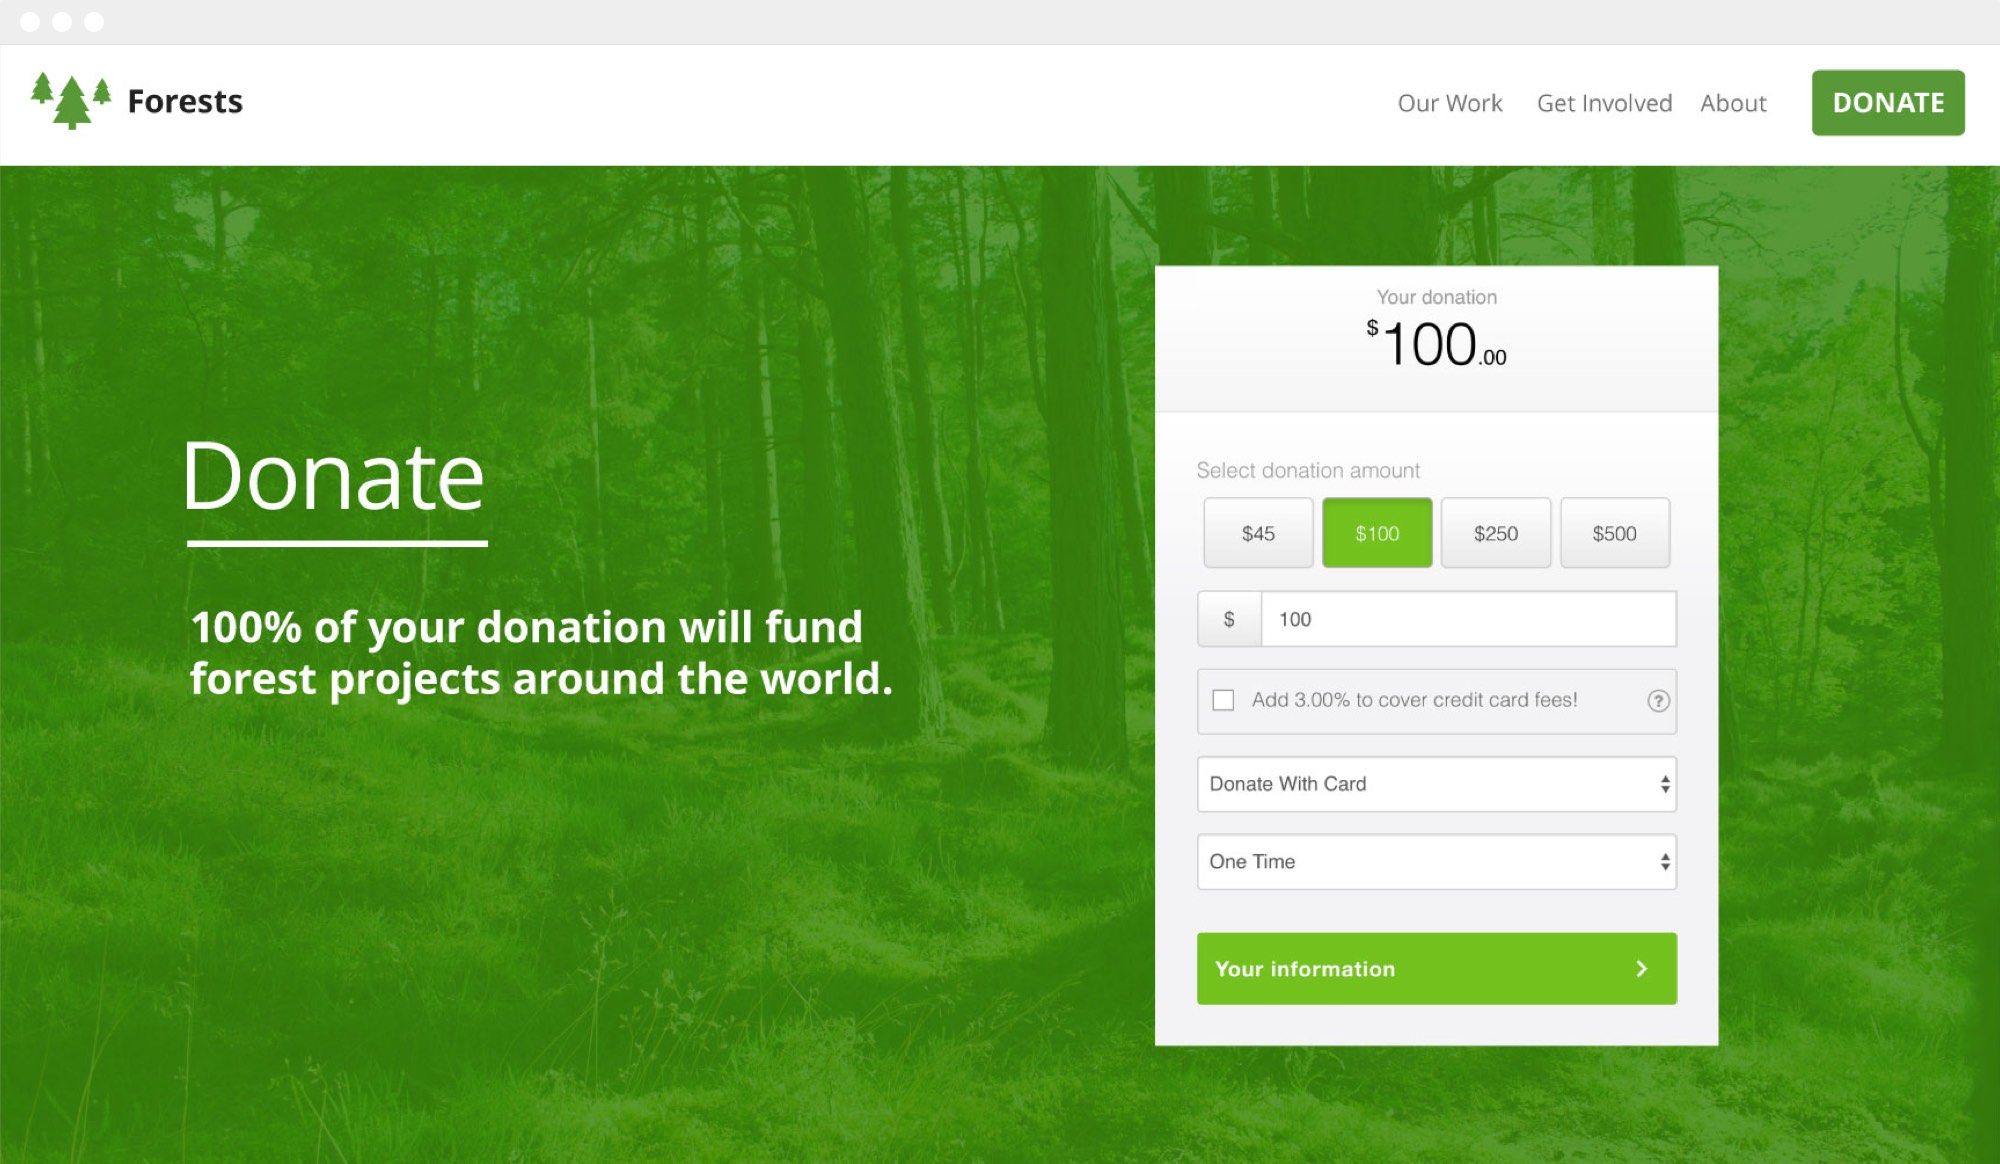 Forests
Our Work
Get Involved
About
DONATE
Donate
100% of your donation will fund
forest projects around the world.
Your donation
$100.00
Select donation amount
$45
$100
$250
$500
$
100
Add 3.00% to cover credit card fees!
?
Donate With Card
One Time
Your information